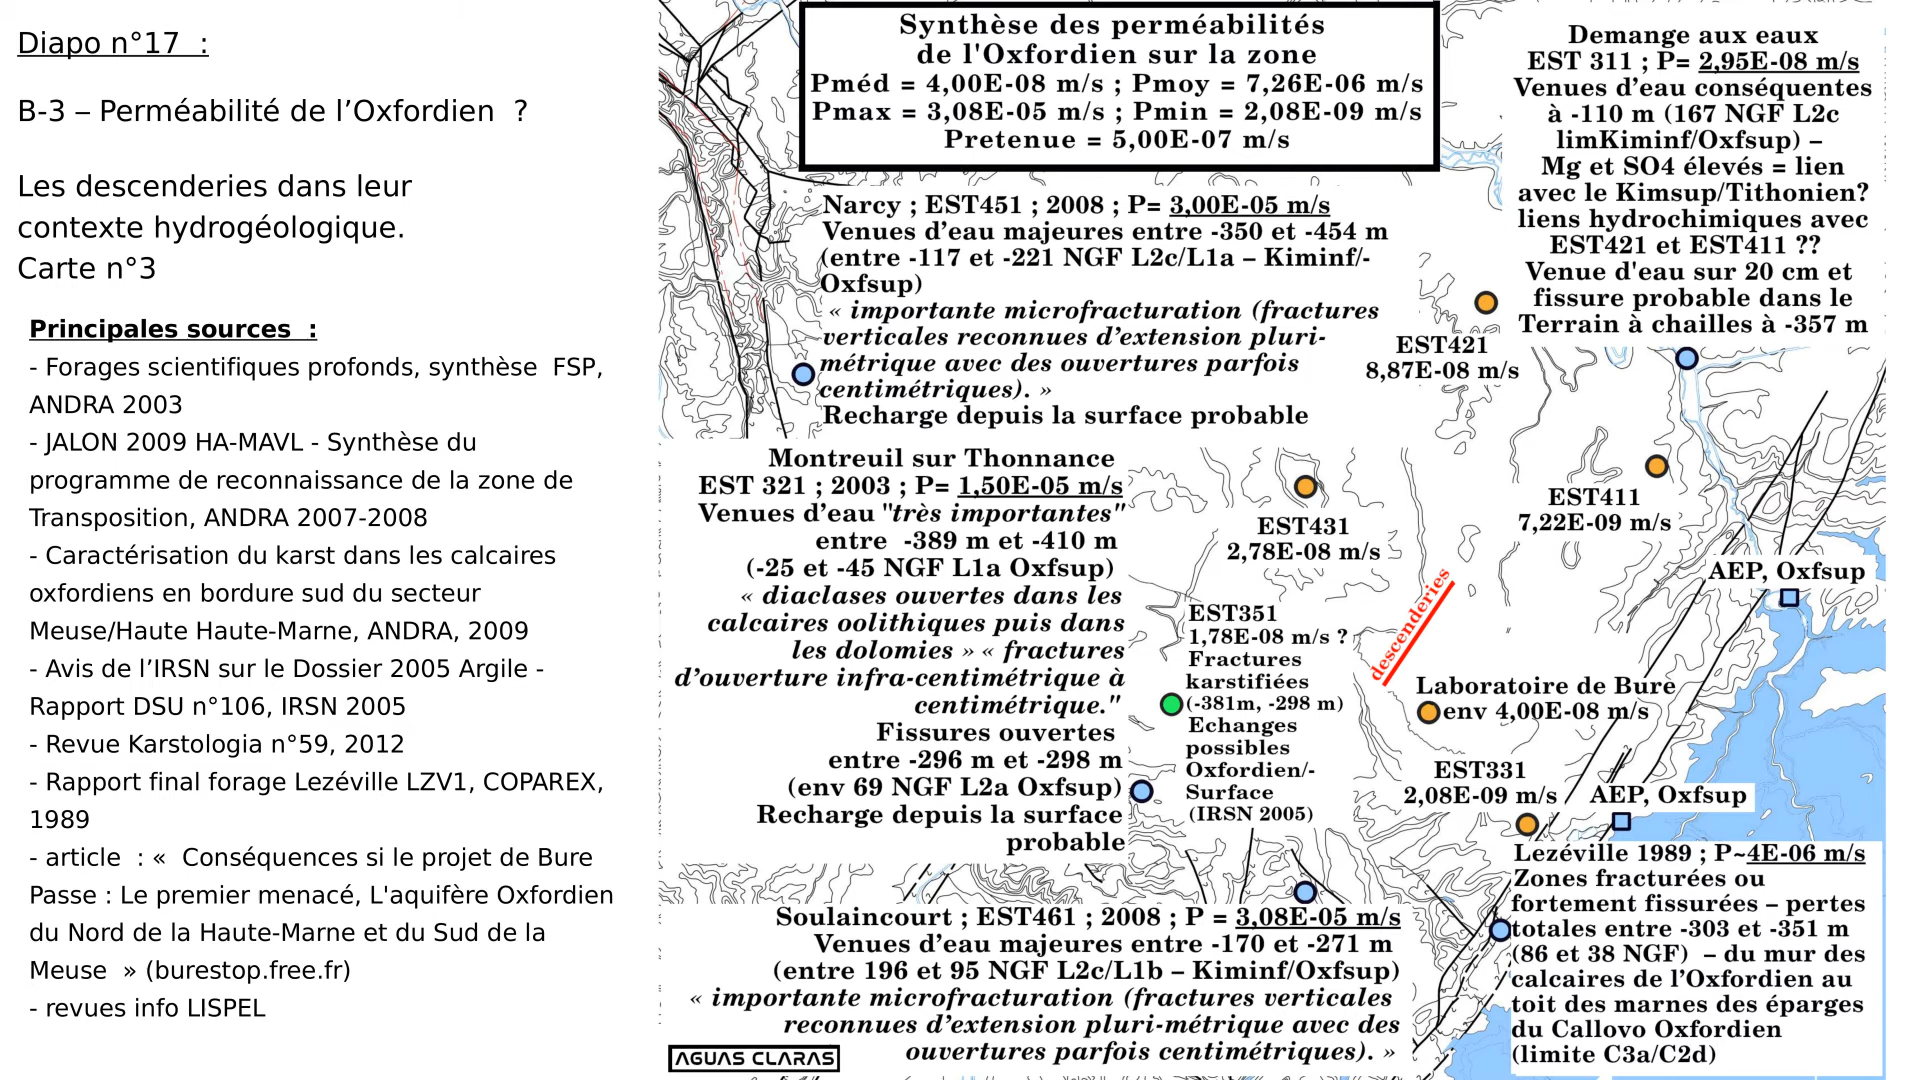 Diapo n°17  :
B-3 – Perméabilité de l’Oxfordien  ?
Les descenderies dans leur
contexte hydrogéologique.
Carte n°3
Principales sources  :
- Forages scientifiques profonds, synthèse  FSP,
ANDRA 2003
- JALON 2009 HA-MAVL - Synthèse du
programme de reconnaissance de la zone de
Transposition, ANDRA 2007-2008
- Caractérisation du karst dans les calcaires
oxfordiens en bordure sud du secteur
Meuse/Haute Haute-Marne, ANDRA, 2009
- Avis de l’IRSN sur le Dossier 2005 Argile -
Rapport DSU n°106, IRSN 2005
- Revue Karstologia n°59, 2012
- Rapport final forage Lezéville LZV1, COPAREX,
1989
- article  : «  Conséquences si le projet de Bure
Passe : Le premier menacé, L'aquifère Oxfordien
du Nord de la Haute-Marne et du Sud de la
Meuse  » (burestop.free.fr)
- revues info LISPEL
Synthèse des perméabilités
de l'Oxfordien sur la zone
Pméd = 4,00E-08 m/s ; Pmoy = 7,26E-06 m/s
Pmax = 3,08E-05 m/s ; Pmin = 2,08E-09 m/s
Pretenue = 5,00E-07 m/s
Demange aux eaux
EST 311 ; P= 2,95E-08 m/s
Venues d’eau conséquentes
à -110 m (167 NGF L2c
limKiminf/Oxfsup) –
Mg et SO4 élevés = lien
avec le Kimsup/Tithonien?
liens hydrochimiques avec
EST421 et EST411 ??
Venue d'eau sur 20 cm et
fissure probable dans le
Terrain à chailles à -357 m
Narcy ; EST451 ; 2008 ; P= 3,00E-05 m/s
Venues d’eau majeures entre -350 et -454 m
(entre -117 et -221 NGF L2c/L1a – Kiminf/-
Oxfsup)
« importante microfracturation (fractures
verticales reconnues d’extension pluri-
métrique avec des ouvertures parfois
centimétriques). »
Recharge depuis la surface probable
EST421
8,87E-08 m/s
Montreuil sur Thonnance
EST 321 ; 2003 ; P= 1,50E-05 m/s
Venues d’eau "très importantes"
entre  -389 m et -410 m
(-25 et -45 NGF L1a Oxfsup)
« diaclases ouvertes dans les
calcaires oolithiques puis dans
les dolomies » « fractures
d’ouverture infra-centimétrique à
centimétrique."
Fissures ouvertes
entre -296 m et -298 m
(env 69 NGF L2a Oxfsup)
Recharge depuis la surface
probable
EST431
2,78E-08 m/s
EST411
7,22E-09 m/s
AEP, Oxfsup
descenderies
EST351
1,78E-08 m/s ?
Fractures
karstifiées
(-381m, -298 m)
Echanges
possibles
Oxfordien/-
Surface
(IRSN 2005)
Laboratoire de Bure
env 4,00E-08 m/s
EST331
2,08E-09 m/s
AEP, Oxfsup
Lezéville 1989 ; P~4E-06 m/s
Zones fracturées ou
fortement fissurées – pertes
totales entre -303 et -351 m
(86 et 38 NGF)  – du mur des
calcaires de l’Oxfordien au
toit des marnes des éparges
du Callovo Oxfordien
(limite C3a/C2d)
Soulaincourt ; EST461 ; 2008 ; P = 3,08E-05 m/s
Venues d’eau majeures entre -170 et -271 m
(entre 196 et 95 NGF L2c/L1b – Kiminf/Oxfsup)
« importante microfracturation (fractures verticales
reconnues d’extension pluri-métrique avec des
ouvertures parfois centimétriques). »
AGUAS CLARAS